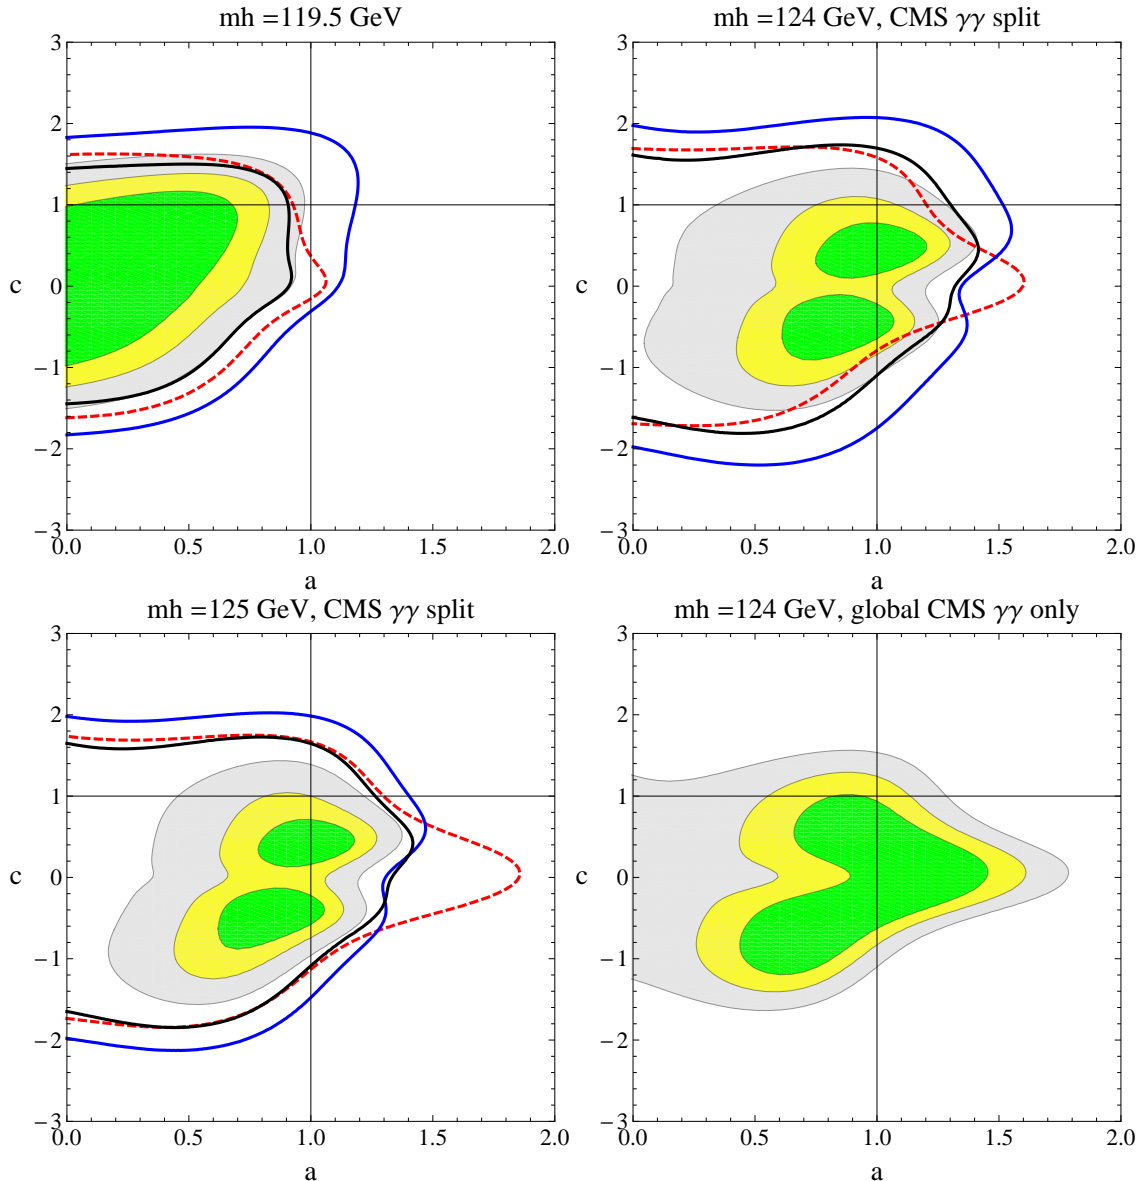 mh =119.5 GeV
3
2
1
0
−1
−2
−3
c
0.0 0.5 1.0 1.5 2.0
a
mh =124 GeV, CMS γγ split
3
2
1
0
−1
−2
−3
c
0.0 0.5 1.0 1.5 2.0
a
mh =125 GeV, CMS γγ split
3
2
1
0
−1
−2
−3
c
0.0 0.5 1.0 1.5 2.0
a
mh =124 GeV, global CMS γγ only
3
2
1
0
−1
−2
−3
c
0.0 0.5 1.0 1.5 2.0
a